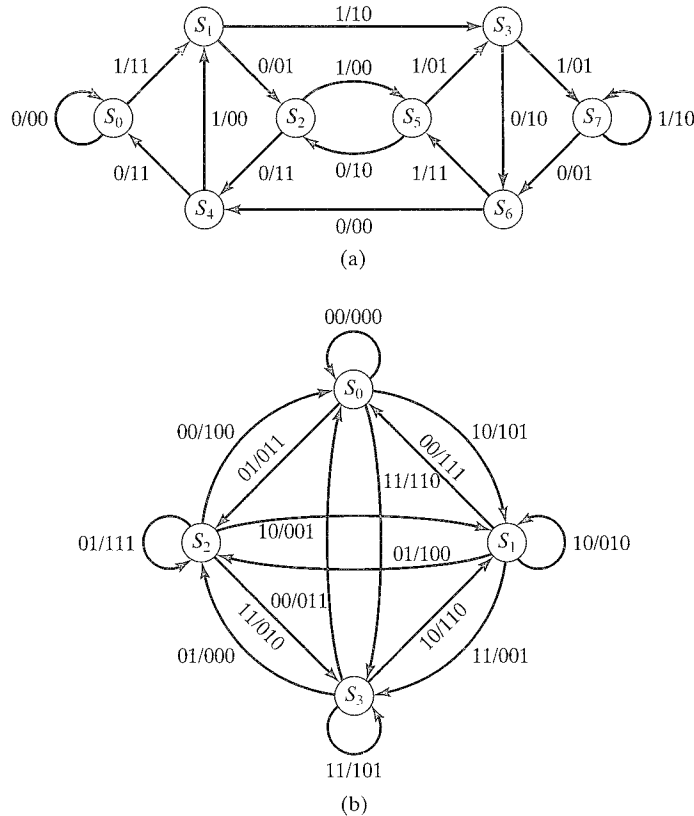 S1 1/10 S3
1/11 0/01 1/00 1/01 1/01
0/00 S0 1/00 S2 S5 0/10 S7 1/10
0/11 0/11 0/10 1/11 0/01
S4 S6
0/00
(a)
00/000
S0
00/100 01/011 00/111 10/101
11/110
01/111 S2 10/001 01/100 S1 10/010
00/011
01/000 11/010 10/110 11/001
S3
11/101
(b)